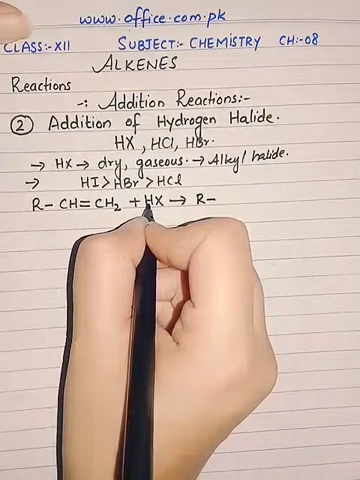 www.office.com.pk
CLASS:-XII SUBJECT:- CHEMISTRY CH:-08
ALKENES
Reactions
-: Addition Reactions:-
② Addition of Hydrogen Halide.
HX, HCl, HBr.
→ HX → dry, gaseous. → Alkyl halide.
→ HI > HBr > HCl
R- CH=CH₂ + HX → R-